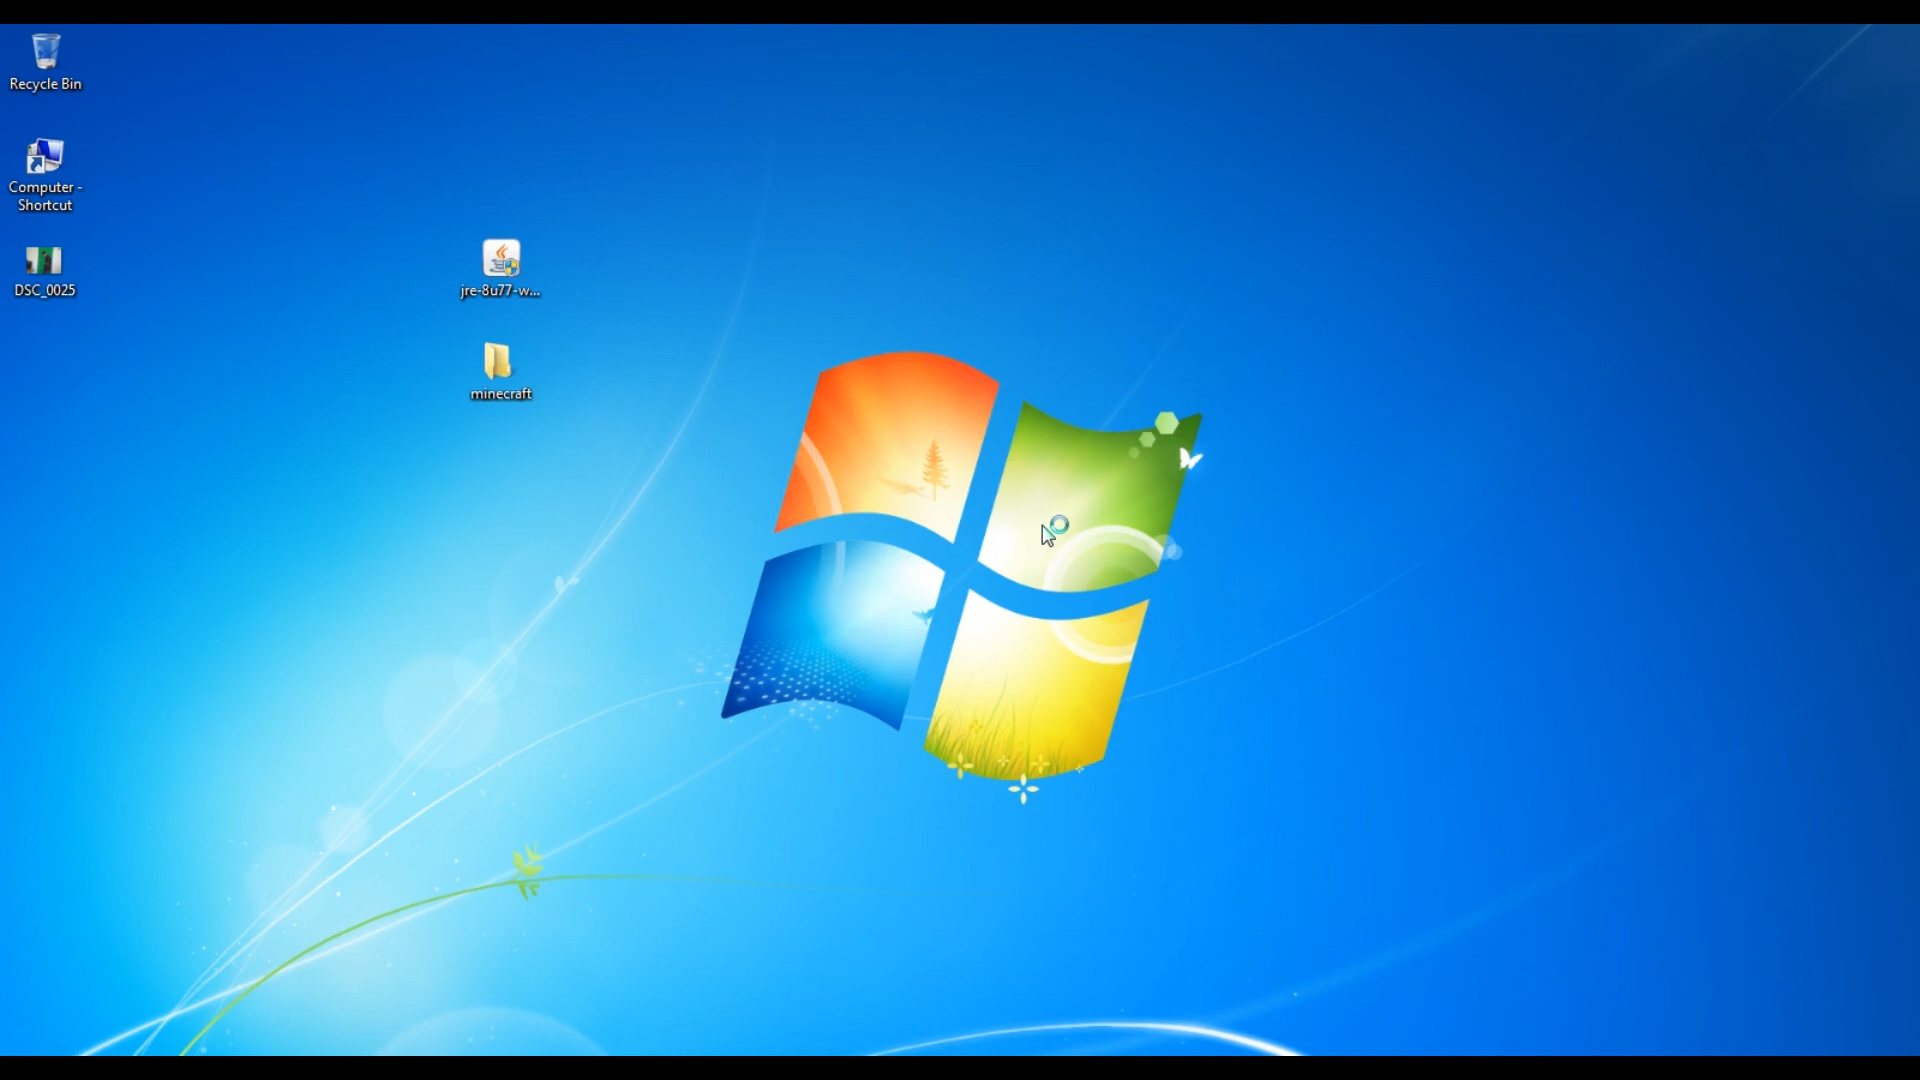 Recycle Bin
Computer -
Shortcut
DSC_0025
jre-8u77-w...
minecraft